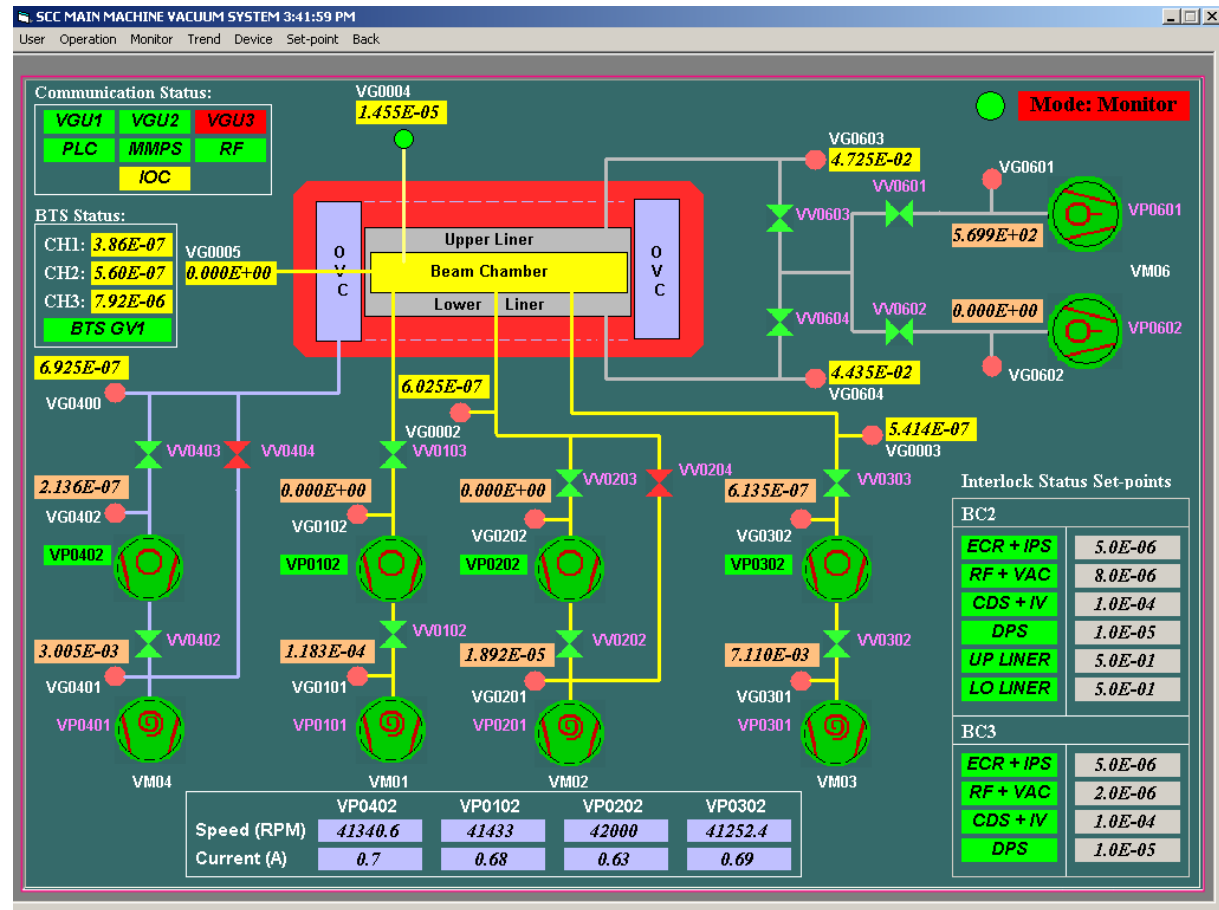 SCC MAIN MACHINE VACUUM SYSTEM 3:41:59 PM
User Operation Monitor Trend Device Set-point Back
Communication Status:
VGU1 VGU2 VGU3
PLC MMPS RF
IOC
VG0004
1.455E-05
Mode: Monitor
BTS Status:
CH1: 3.86E-07
CH2: 5.60E-07
CH3: 7.92E-06
BTS GV1
VG0005
0.000E+00
OVC
Upper Liner
Beam Chamber
Lower Liner
OVC
VG0603
4.725E-02
VV0603
VV0601
VG0601
5.699E+02
VP0601
VM06
VV0604
VV0602
0.000E+00
VP0602
VG0602
4.435E-02
VG0604
6.925E-07
VG0400
VV0403 VV0404
2.136E-07
VG0402
VP0402
VV0402
3.005E-03
VG0401
VP0401
VM04
VV0103
0.000E+00
VG0102
VP0102
VV0102
1.183E-04
VG0101
VP0101
VM01
6.025E-07
VG0002
VV0203 VV0204
0.000E+00
VG0202
VP0202
VV0202
1.892E-05
VG0201
VP0201
VM02
5.414E-07
VG0003
VV0303
6.135E-07
VG0302
VP0302
VV0302
7.110E-03
VG0301
VP0301
VM03
Interlock Status Set-points
BC2
ECR + IPS 5.0E-06
RF + VAC 8.0E-06
CDS + IV 1.0E-04
DPS 1.0E-05
UP LINER 5.0E-01
LO LINER 5.0E-01
BC3
ECR + IPS 5.0E-06
RF + VAC 2.0E-06
CDS + IV 1.0E-04
DPS 1.0E-05
VP0402 VP0102 VP0202 VP0302
Speed (RPM) 41340.6 41433 42000 41252.4
Current (A) 0.7 0.68 0.63 0.69